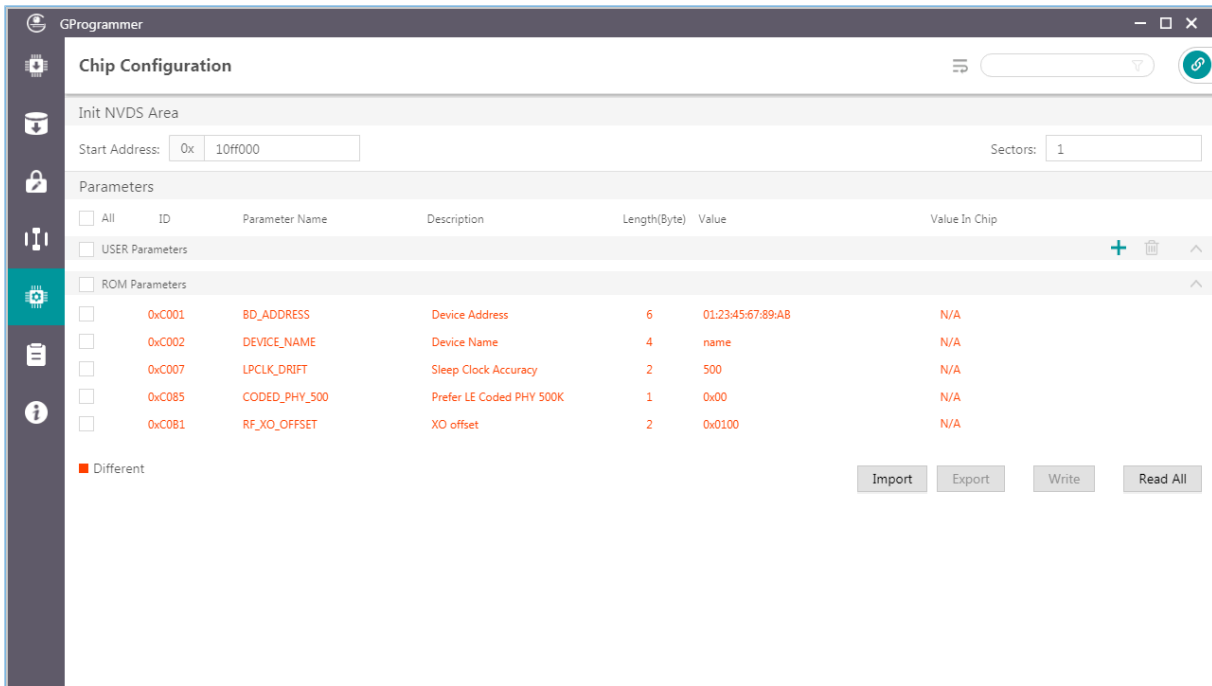 GProgrammer
Chip Configuration
Init NVDS Area
Start Address: 0x 10ff000 Sectors: 1
Parameters
All ID Parameter Name Description Length(Byte) Value Value In Chip
USER Parameters
ROM Parameters
0xC001 BD_ADDRESS Device Address 6 01:23:45:67:89:AB N/A
0xC002 DEVICE_NAME Device Name 4 name N/A
0xC007 LPCLK_DRIFT Sleep Clock Accuracy 2 500 N/A
0xC085 CODED_PHY_500 Prefer LE Coded PHY 500K 1 0x00 N/A
0xC0B1 RF_XO_OFFSET XO offset 2 0x0100 N/A
Different
Import Export Write Read All